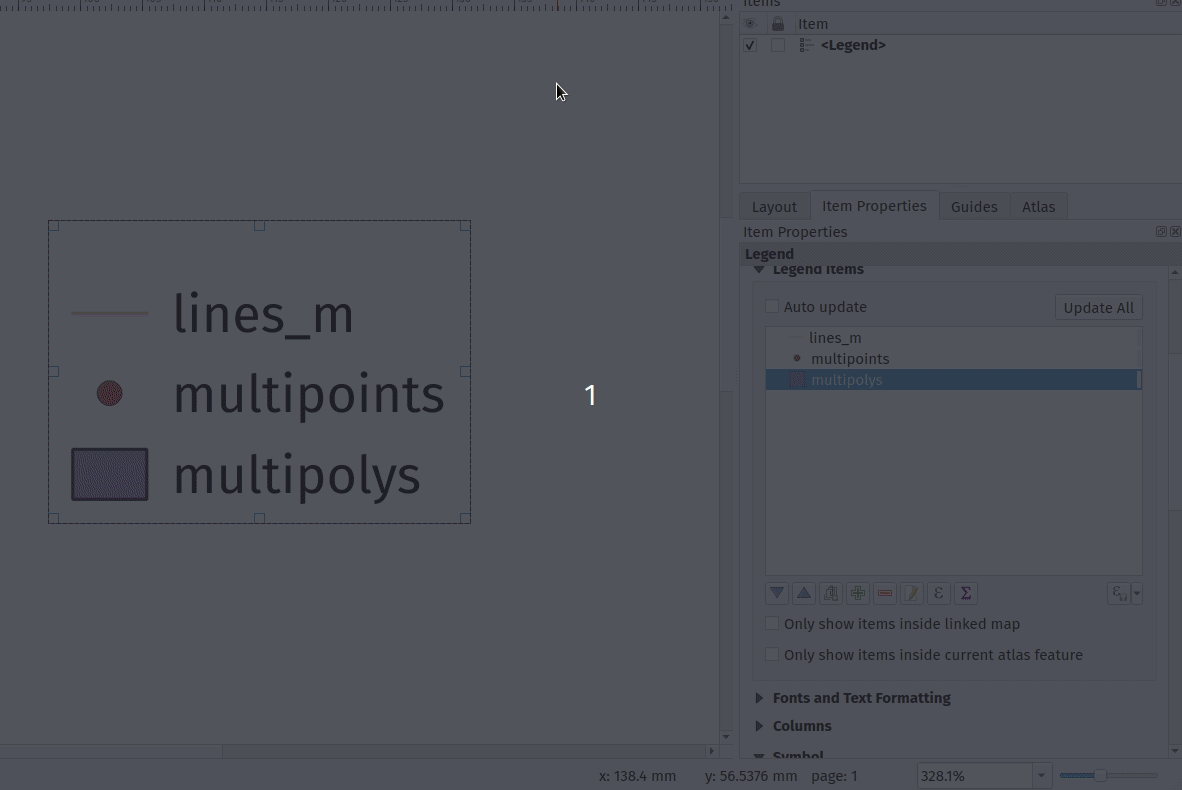 Items
Item
<Legend>
Layout
Item Properties
Guides
Atlas
Item Properties
Legend
Legend Items
Auto update
Update All
lines_m
multipoints
multipolys
lines_m
multipoints
multipolys
1
ε
Σ
Only show items inside linked map
Only show items inside current atlas feature
Fonts and Text Formatting
Columns
Symbol
x: 138.4 mm
y: 56.5376 mm
page: 1
328.1%